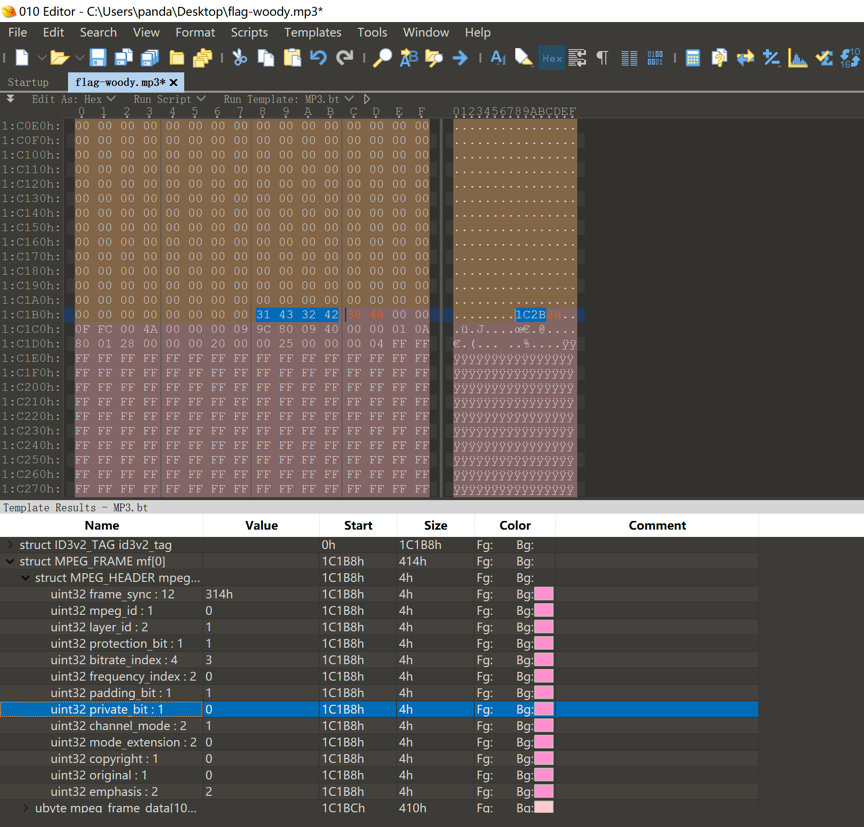 010 Editor - C:\Users\panda\Desktop\flag-woody.mp3*
File Edit Search View Format Scripts Templates Tools Window Help
Startup flag-woody.mp3*
Edit As: Hex Run Script Run Template: MP3.bt
0 1 2 3 4 5 6 7 8 9 A B C D E F 0123456789ABCDEF
1:C0E0h: 00 00 00 00 00 00 00 00 00 00 00 00 00 00 00 00 ................
1:C0F0h: 00 00 00 00 00 00 00 00 00 00 00 00 00 00 00 00 ................
1:C100h: 00 00 00 00 00 00 00 00 00 00 00 00 00 00 00 00 ................
1:C110h: 00 00 00 00 00 00 00 00 00 00 00 00 00 00 00 00 ................
1:C120h: 00 00 00 00 00 00 00 00 00 00 00 00 00 00 00 00 ................
1:C130h: 00 00 00 00 00 00 00 00 00 00 00 00 00 00 00 00 ................
1:C140h: 00 00 00 00 00 00 00 00 00 00 00 00 00 00 00 00 ................
1:C150h: 00 00 00 00 00 00 00 00 00 00 00 00 00 00 00 00 ................
1:C160h: 00 00 00 00 00 00 00 00 00 00 00 00 00 00 00 00 ................
1:C170h: 00 00 00 00 00 00 00 00 00 00 00 00 00 00 00 00 ................
1:C180h: 00 00 00 00 00 00 00 00 00 00 00 00 00 00 00 00 ................
1:C190h: 00 00 00 00 00 00 00 00 00 00 00 00 00 00 00 00 ................
1:C1A0h: 00 00 00 00 00 00 00 00 00 00 00 00 00 00 00 00 ................
1:C1B0h: 00 00 00 00 00 00 00 00 31 43 32 42 38 48 00 00 ........1C2B8H..
1:C1C0h: 0F FC 00 4A 00 00 00 09 9C 80 09 40 00 00 01 0A .ü.J....œ€.@....
1:C1D0h: 80 01 28 00 00 00 20 00 00 25 00 00 00 04 FF FF €.(... ..%....ÿÿ
1:C1E0h: FF FF FF FF FF FF FF FF FF FF FF FF FF FF FF FF ÿÿÿÿÿÿÿÿÿÿÿÿÿÿÿÿ
1:C1F0h: FF FF FF FF FF FF FF FF FF FF FF FF FF FF FF FF ÿÿÿÿÿÿÿÿÿÿÿÿÿÿÿÿ
1:C200h: FF FF FF FF FF FF FF FF FF FF FF FF FF FF FF FF ÿÿÿÿÿÿÿÿÿÿÿÿÿÿÿÿ
1:C210h: FF FF FF FF FF FF FF FF FF FF FF FF FF FF FF FF ÿÿÿÿÿÿÿÿÿÿÿÿÿÿÿÿ
1:C220h: FF FF FF FF FF FF FF FF FF FF FF FF FF FF FF FF ÿÿÿÿÿÿÿÿÿÿÿÿÿÿÿÿ
1:C230h: FF FF FF FF FF FF FF FF FF FF FF FF FF FF FF FF ÿÿÿÿÿÿÿÿÿÿÿÿÿÿÿÿ
1:C240h: FF FF FF FF FF FF FF FF FF FF FF FF FF FF FF FF ÿÿÿÿÿÿÿÿÿÿÿÿÿÿÿÿ
1:C250h: FF FF FF FF FF FF FF FF FF FF FF FF FF FF FF FF ÿÿÿÿÿÿÿÿÿÿÿÿÿÿÿÿ
1:C260h: FF FF FF FF FF FF FF FF FF FF FF FF FF FF FF FF ÿÿÿÿÿÿÿÿÿÿÿÿÿÿÿÿ
1:C270h: FF FF FF FF FF FF FF FF FF FF FF FF FF FF FF FF ÿÿÿÿÿÿÿÿÿÿÿÿÿÿÿÿ
Template Results - MP3.bt
Name Value Start Size Color Comment
struct ID3v2_TAG id3v2_tag 0h 1C1B8h Fg: Bg:
struct MPEG_FRAME mf[0] 1C1B8h 414h Fg: Bg:
struct MPEG_HEADER mpeg... 1C1B8h 4h Fg: Bg:
uint32 frame_sync : 12 314h 1C1B8h 4h Fg: Bg:
uint32 mpeg_id : 1 0 1C1B8h 4h Fg: Bg:
uint32 layer_id : 2 1 1C1B8h 4h Fg: Bg:
uint32 protection_bit : 1 1 1C1B8h 4h Fg: Bg:
uint32 bitrate_index : 4 3 1C1B8h 4h Fg: Bg:
uint32 frequency_index : 2 0 1C1B8h 4h Fg: Bg:
uint32 padding_bit : 1 1 1C1B8h 4h Fg: Bg:
uint32 private_bit : 1 0 1C1B8h 4h Fg: Bg:
uint32 channel_mode : 2 1 1C1B8h 4h Fg: Bg:
uint32 mode_extension : 2 0 1C1B8h 4h Fg: Bg:
uint32 copyright : 1 0 1C1B8h 4h Fg: Bg:
uint32 original : 1 0 1C1B8h 4h Fg: Bg:
uint32 emphasis : 2 2 1C1B8h 4h Fg: Bg:
ubyte mpeg_frame_data[10... 1C1BCh 410h Fg: Bg: